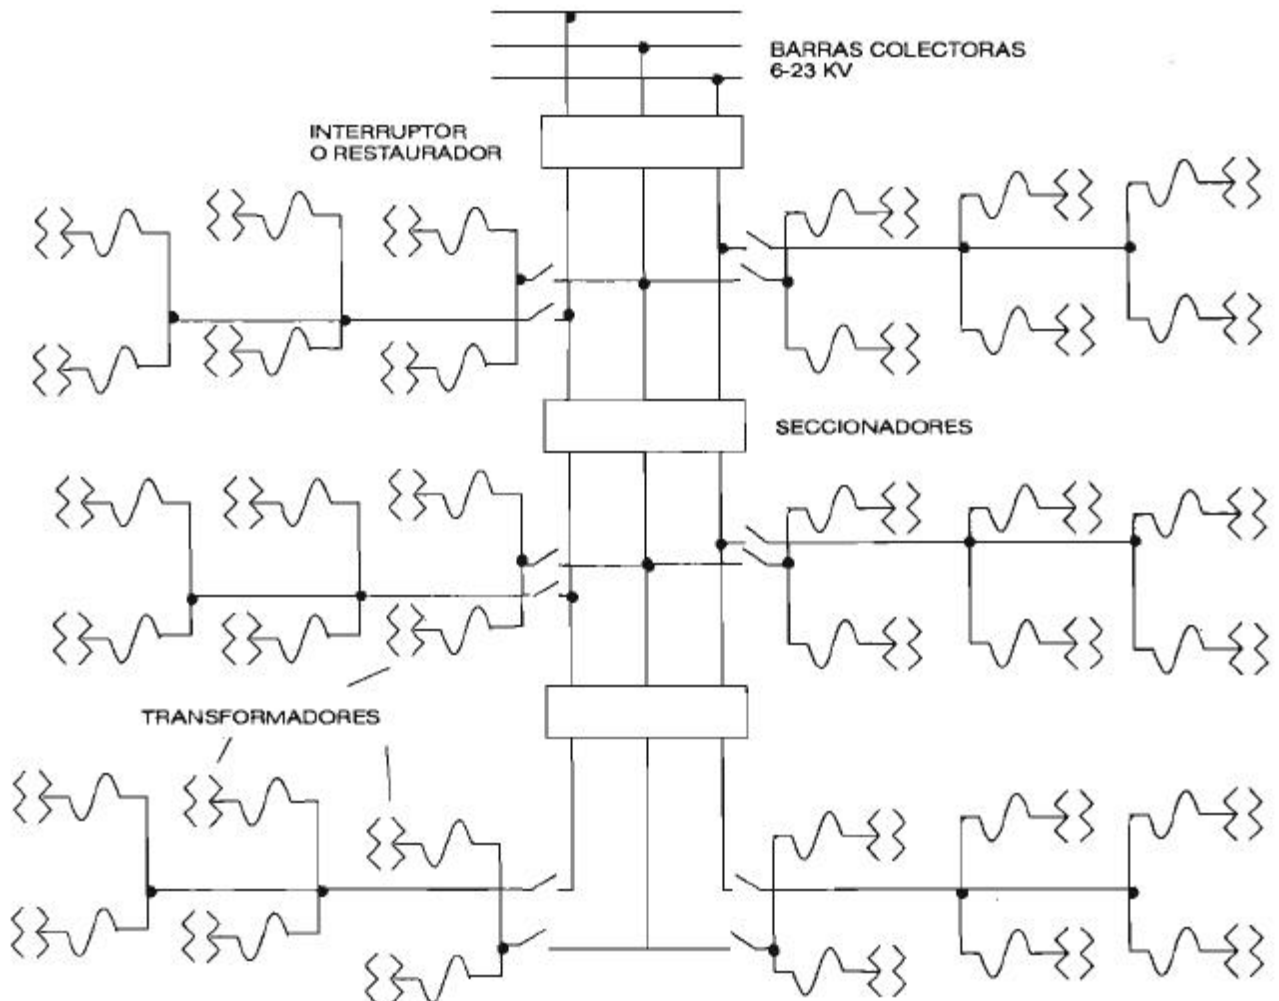 BARRAS COLECTORAS
6-23 KV
INTERRUPTOR
O RESTAURADOR
SECCIONADORES
TRANSFORMADORES